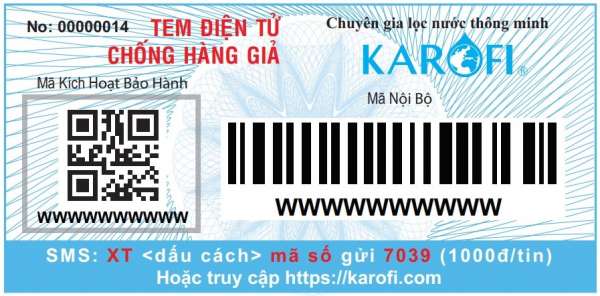 No: 00000014
TEM ĐIỆN TỬ
CHỐNG HÀNG GIẢ
Mã Kích Hoạt Bảo Hành
WWWWWWWWWWW
Chuyên gia lọc nước thông minh
KAROFI®
Mã Nội Bộ
WWWWWWWWWWW
SMS: XT <dấu cách> mã số gửi 7039 (1000đ/tin)
Hoặc truy cập https://karofi.com